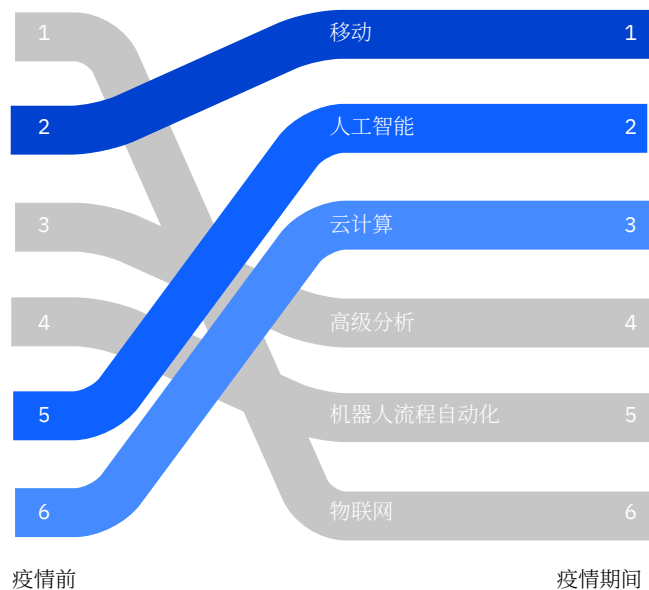 1 移动 1
2 人工智能 2
3 云计算 3
4 高级分析 4
5 机器人流程自动化 5
6 物联网 6
疫情前 疫情期间